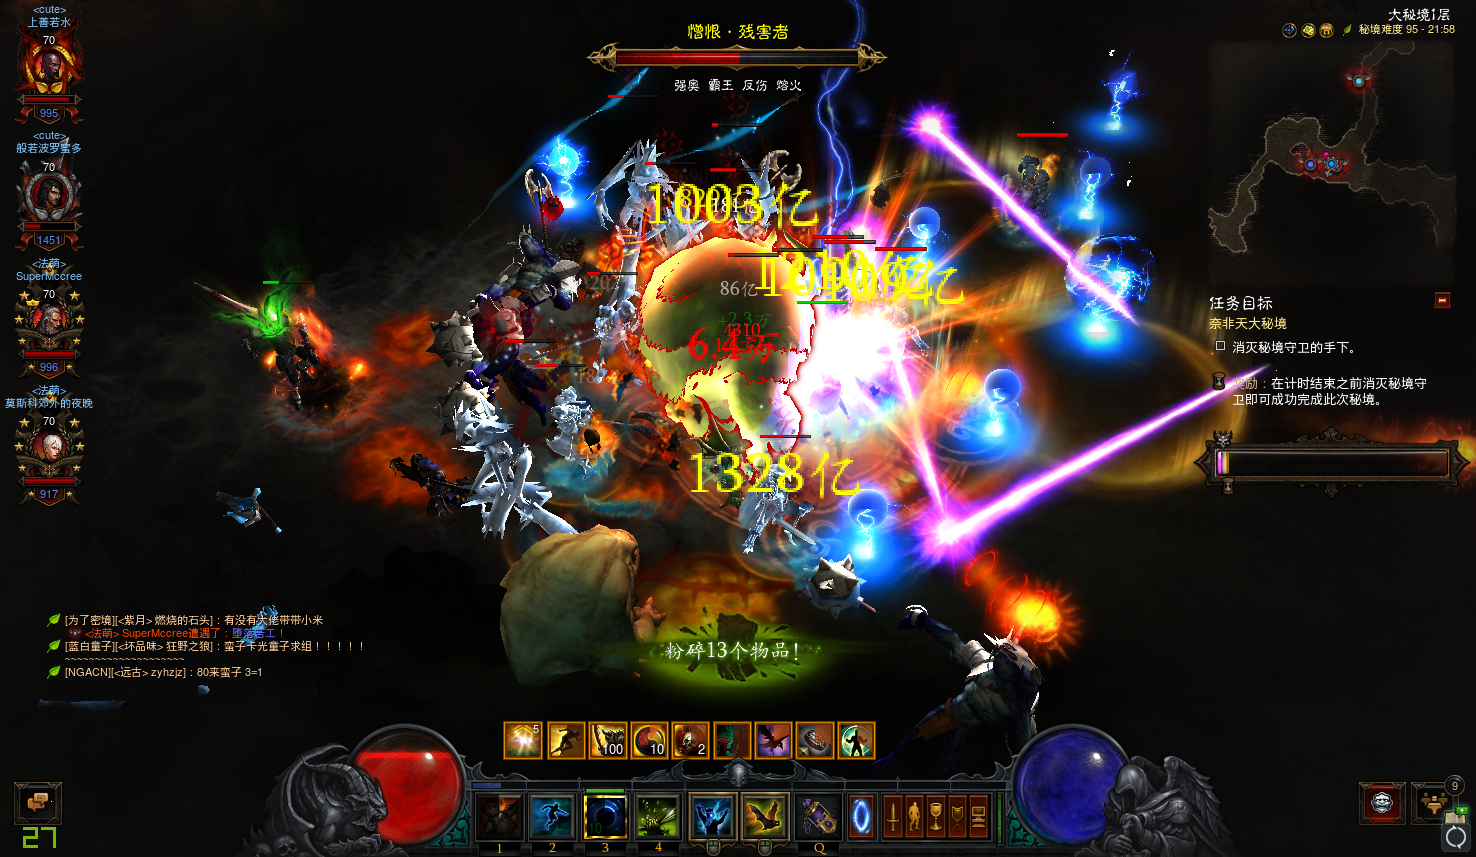 <cute>
上善若水
70
995
<cute>
般若波罗蜜多
70
1451
<法萌>
SuperMccree
70
996
<法萌>
莫斯科郊外的夜晚
70
917
憎恨·残害者
强奥 霸王 反伤 熔火
大秘境1层
秘境难度 95 - 21:58
1003亿
86亿
+2.3万
6.4万
1328亿
任务目标
奈非天大秘境
消灭秘境守卫的手下。
奖励：在计时结束之前消灭秘境守
卫即可成功完成此次秘境。
[为了密境][<紫月> 燃烧的石头]：有没有大佬带带小米
<法萌> SuperMccree遭遇了：堕落苦工！
[蓝白童子][<坏品味> 狂野之狼]：蛮子卡光童子求组！！！！！
~~~~~~~~~~~~~~~~~~~~
[NGACN][<远古> zyhzjz]：80来蛮子 3=1
粉碎13个物品！
5
100
10
2
10
1
2
3
4
Q
27
9